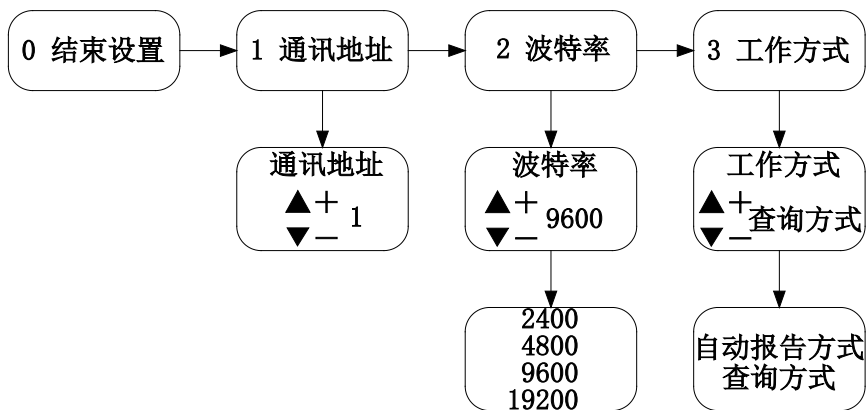 0 结束设置
1 通讯地址
2 波特率
3 工作方式
通讯地址
▲+
1
▼-
波特率
▲+
9600
▼-
工作方式
▲+
查询方式
▼-
2400
4800
9600
19200
自动报告方式
查询方式